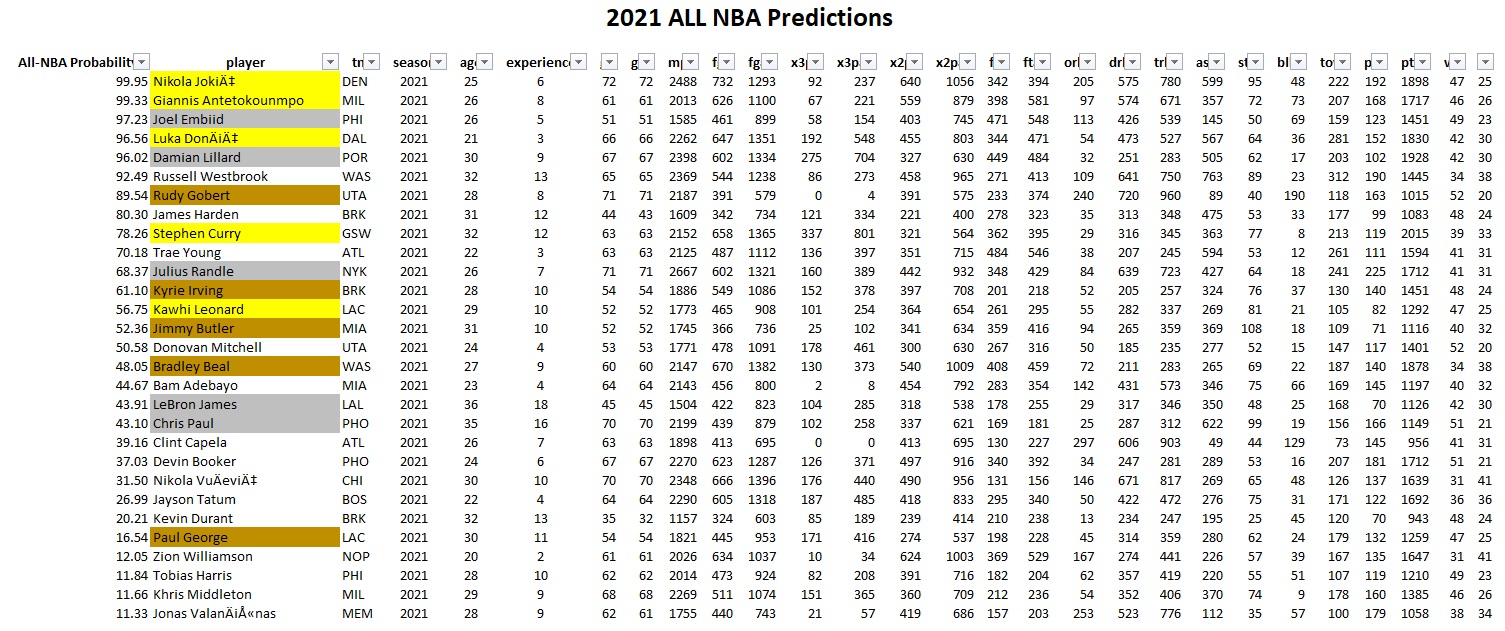 2021 ALL NBA Predictions
All-NBA Probabilit player tn seaso ag experience g m f fg x3 x3p x2 x2p f ft or dr tr as st bl to p pt w
99.95 Nikola JokiÄ‡ DEN 2021 25 6 72 72 2488 732 1293 92 237 640 1056 342 394 205 575 780 599 95 48 222 192 1898 47 25
99.33 Giannis Antetokounmpo MIL 2021 26 8 61 61 2013 626 1100 67 221 559 879 398 581 97 574 671 357 72 73 207 168 1717 46 26
97.23 Joel Embiid PHI 2021 26 5 51 51 1585 461 899 58 154 403 745 471 548 113 426 539 145 50 69 159 123 1451 49 23
96.56 Luka DonÄiÄ‡ DAL 2021 21 3 66 66 2262 647 1351 192 548 455 803 344 471 54 473 527 567 64 36 281 152 1830 42 30
96.02 Damian Lillard POR 2021 30 9 67 67 2398 602 1334 275 704 327 630 449 484 32 251 283 505 62 17 203 102 1928 42 30
92.49 Russell Westbrook WAS 2021 32 13 65 65 2369 544 1238 86 273 458 965 271 413 109 641 750 763 89 23 312 190 1445 34 38
89.54 Rudy Gobert UTA 2021 28 8 71 71 2187 391 579 0 4 391 575 233 374 240 720 960 89 40 190 118 163 1015 52 20
80.30 James Harden BRK 2021 31 12 44 43 1609 342 734 121 334 221 400 278 323 35 313 348 475 53 33 177 99 1083 48 24
78.26 Stephen Curry GSW 2021 32 12 63 63 2152 658 1365 337 801 321 564 362 395 29 316 345 363 77 8 213 119 2015 39 33
70.18 Trae Young ATL 2021 22 3 63 63 2125 487 1112 136 397 351 715 484 546 38 207 245 594 53 12 261 111 1594 41 31
68.37 Julius Randle NYK 2021 26 7 71 71 2667 602 1321 160 389 442 932 348 429 84 639 723 427 64 18 241 225 1712 41 31
61.10 Kyrie Irving BRK 2021 28 10 54 54 1886 549 1086 152 378 397 708 201 218 52 205 257 324 76 37 130 140 1451 48 24
56.75 Kawhi Leonard LAC 2021 29 10 52 52 1773 465 908 101 254 364 654 261 295 55 282 337 269 81 21 105 82 1292 47 25
52.36 Jimmy Butler MIA 2021 31 10 52 52 1745 366 736 25 102 341 634 359 416 94 265 359 369 108 18 109 71 1116 40 32
50.58 Donovan Mitchell UTA 2021 24 4 53 53 1771 478 1091 178 461 300 630 267 316 50 185 235 277 52 15 147 117 1401 52 20
48.05 Bradley Beal WAS 2021 27 9 60 60 2147 670 1382 130 373 540 1009 408 459 72 211 283 265 69 22 187 140 1878 34 38
44.67 Bam Adebayo MIA 2021 23 4 64 64 2143 456 800 2 8 454 792 283 354 142 431 573 346 75 66 169 145 1197 40 32
43.91 LeBron James LAL 2021 36 18 45 45 1504 422 823 104 285 318 538 178 255 29 317 346 350 48 25 168 70 1126 42 30
43.10 Chris Paul PHO 2021 35 16 70 70 2199 439 879 102 258 337 621 169 181 25 287 312 622 99 19 156 166 1149 51 21
39.16 Clint Capela ATL 2021 26 7 63 63 1898 413 695 0 0 413 695 130 227 297 606 903 49 44 129 73 145 956 41 31
37.03 Devin Booker PHO 2021 24 6 67 67 2270 623 1287 126 371 497 916 340 392 34 247 281 289 53 16 207 181 1712 51 21
31.50 Nikola VuÄeviÄ‡ CHI 2021 30 10 70 70 2348 666 1396 176 440 490 956 131 156 146 671 817 269 65 48 126 137 1639 31 41
26.99 Jayson Tatum BOS 2021 22 4 64 64 2290 605 1318 187 485 418 833 295 340 50 422 472 276 75 31 171 122 1692 36 36
20.21 Kevin Durant BRK 2021 32 13 35 32 1157 324 603 85 189 239 414 210 238 13 234 247 195 25 45 120 70 943 48 24
16.54 Paul George LAC 2021 30 11 54 54 1821 445 953 171 416 274 537 198 228 45 314 359 280 62 24 179 132 1259 47 25
12.05 Zion Williamson NOP 2021 20 2 61 61 2026 634 1037 10 34 624 1003 369 529 167 274 441 226 57 39 167 135 1647 31 41
11.84 Tobias Harris PHI 2021 28 10 62 62 2014 473 924 82 208 391 716 182 204 62 357 419 220 55 51 107 119 1210 49 23
11.66 Khris Middleton MIL 2021 29 9 68 68 2269 511 1074 151 365 360 709 212 236 54 352 406 370 74 9 178 160 1385 46 26
11.33 Jonas ValanÄiÅ«nas MEM 2021 28 9 62 61 1755 440 743 21 57 419 686 157 203 253 523 776 112 35 57 100 179 1058 38 34